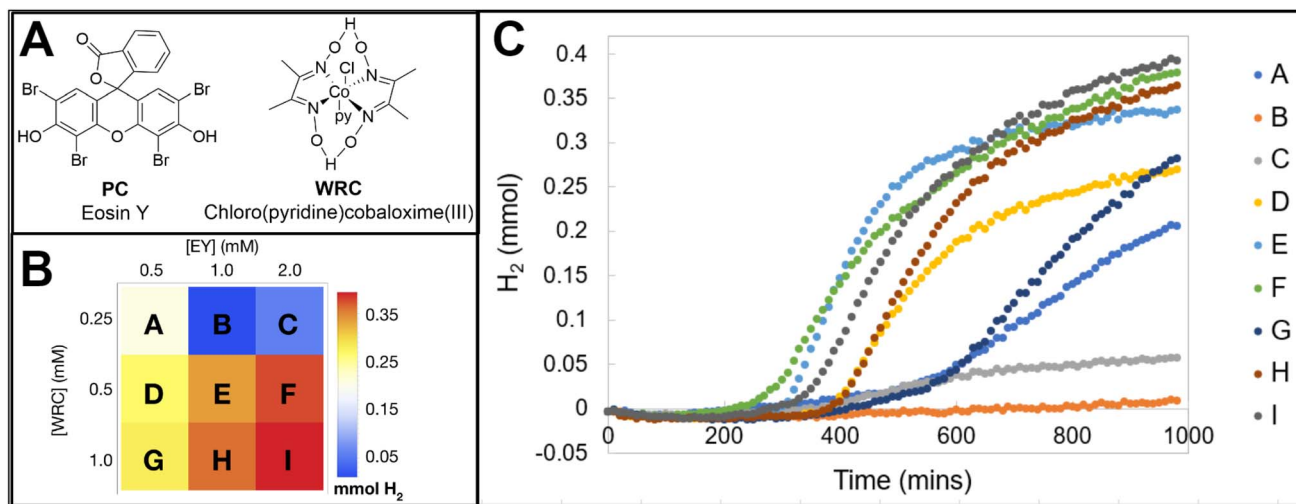 A
O
O
Br
Br
HO
O
OH
Br
Br
PC
Eosin Y
H
O
O
N
Cl
N
Co
N
py
N
O
O
H
WRC
Chloro(pyridine)cobaloxime(III)
B
[EY] (mM)
0.5 1.0 2.0
[WRC] (mM)
0.25 A B C
0.5 D E F
1.0 G H I
0.35
0.25
0.15
0.05
mmol H2
C
H2 (mmol)
0.4
0.35
0.3
0.25
0.2
0.15
0.1
0.05
0
-0.05
0 200 400 600 800 1000
Time (mins)
A
B
C
D
E
F
G
H
I